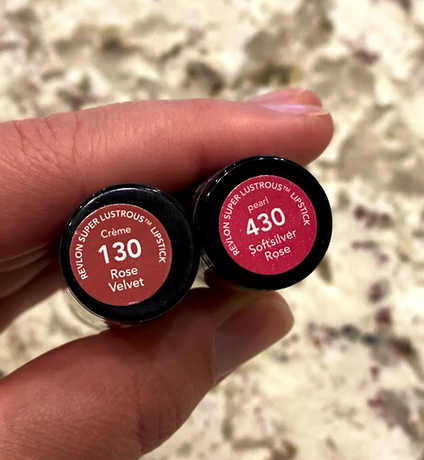 REVLON SUPER LUSTROUS™ LIPSTICK
Crème
130
Rose
Velvet
REVLON SUPER LUSTROUS™ LIPSTICK
pearl
430
Softsilver
Rose